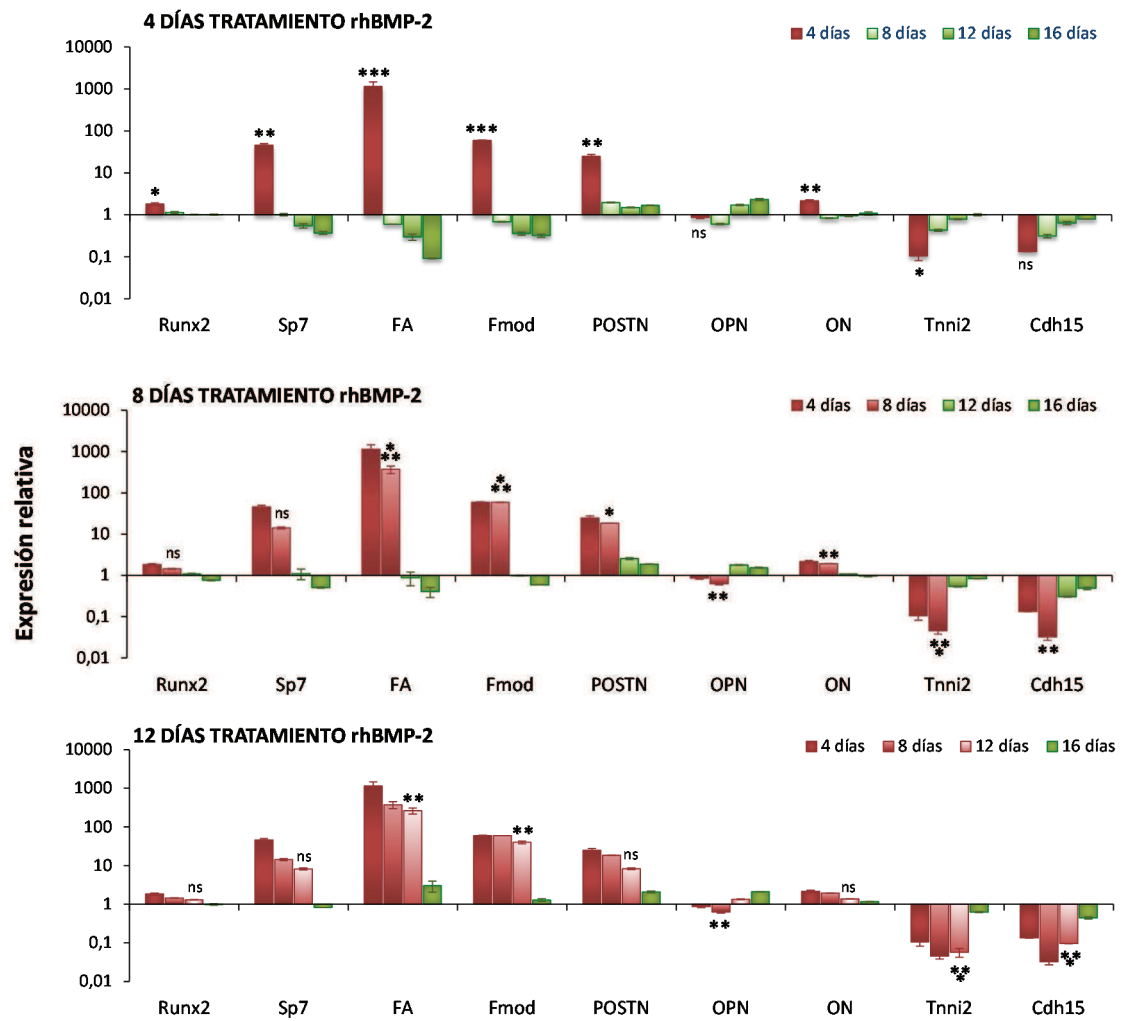 4 DÍAS TRATAMIENTO rhBMP-2
4 días 8 días 12 días 16 días
10000
1000
100
10
1
0,1
0,01
* ** *** *** ** ns ** * ns
Runx2 Sp7 FA Fmod POSTN OPN ON Tnni2 Cdh15
Expresión relativa
8 DÍAS TRATAMIENTO rhBMP-2
4 días 8 días 12 días 16 días
10000
1000
100
10
1
0,1
0,01
ns ns *** *** * ** ** *** **
Runx2 Sp7 FA Fmod POSTN OPN ON Tnni2 Cdh15
12 DÍAS TRATAMIENTO rhBMP-2
4 días 8 días 12 días 16 días
10000
1000
100
10
1
0,1
0,01
ns ns ** ** ns ** ns *** ***
Runx2 Sp7 FA Fmod POSTN OPN ON Tnni2 Cdh15